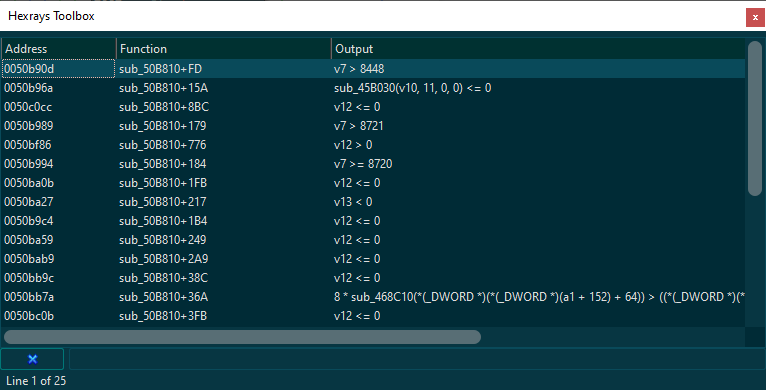 Hexrays Toolbox x
Address Function Output
0050b90d sub_50B810+FD v7 > 8448
0050b96a sub_50B810+15A sub_45B030(v10, 11, 0, 0) <= 0
0050c0cc sub_50B810+8BC v12 <= 0
0050b989 sub_50B810+179 v7 > 8721
0050bf86 sub_50B810+776 v12 > 0
0050b994 sub_50B810+184 v7 >= 8720
0050ba0b sub_50B810+1FB v12 <= 0
0050ba27 sub_50B810+217 v13 < 0
0050b9c4 sub_50B810+1B4 v12 <= 0
0050ba59 sub_50B810+249 v12 <= 0
0050bab9 sub_50B810+2A9 v12 <= 0
0050bb9c sub_50B810+38C v12 <= 0
0050bb7a sub_50B810+36A 8 * sub_468C10(*(_DWORD *)(*(_DWORD *)(a1 + 152) + 64)) > ((*(_DWORD *)(*
0050bc0b sub_50B810+3FB v12 <= 0
Line 1 of 25